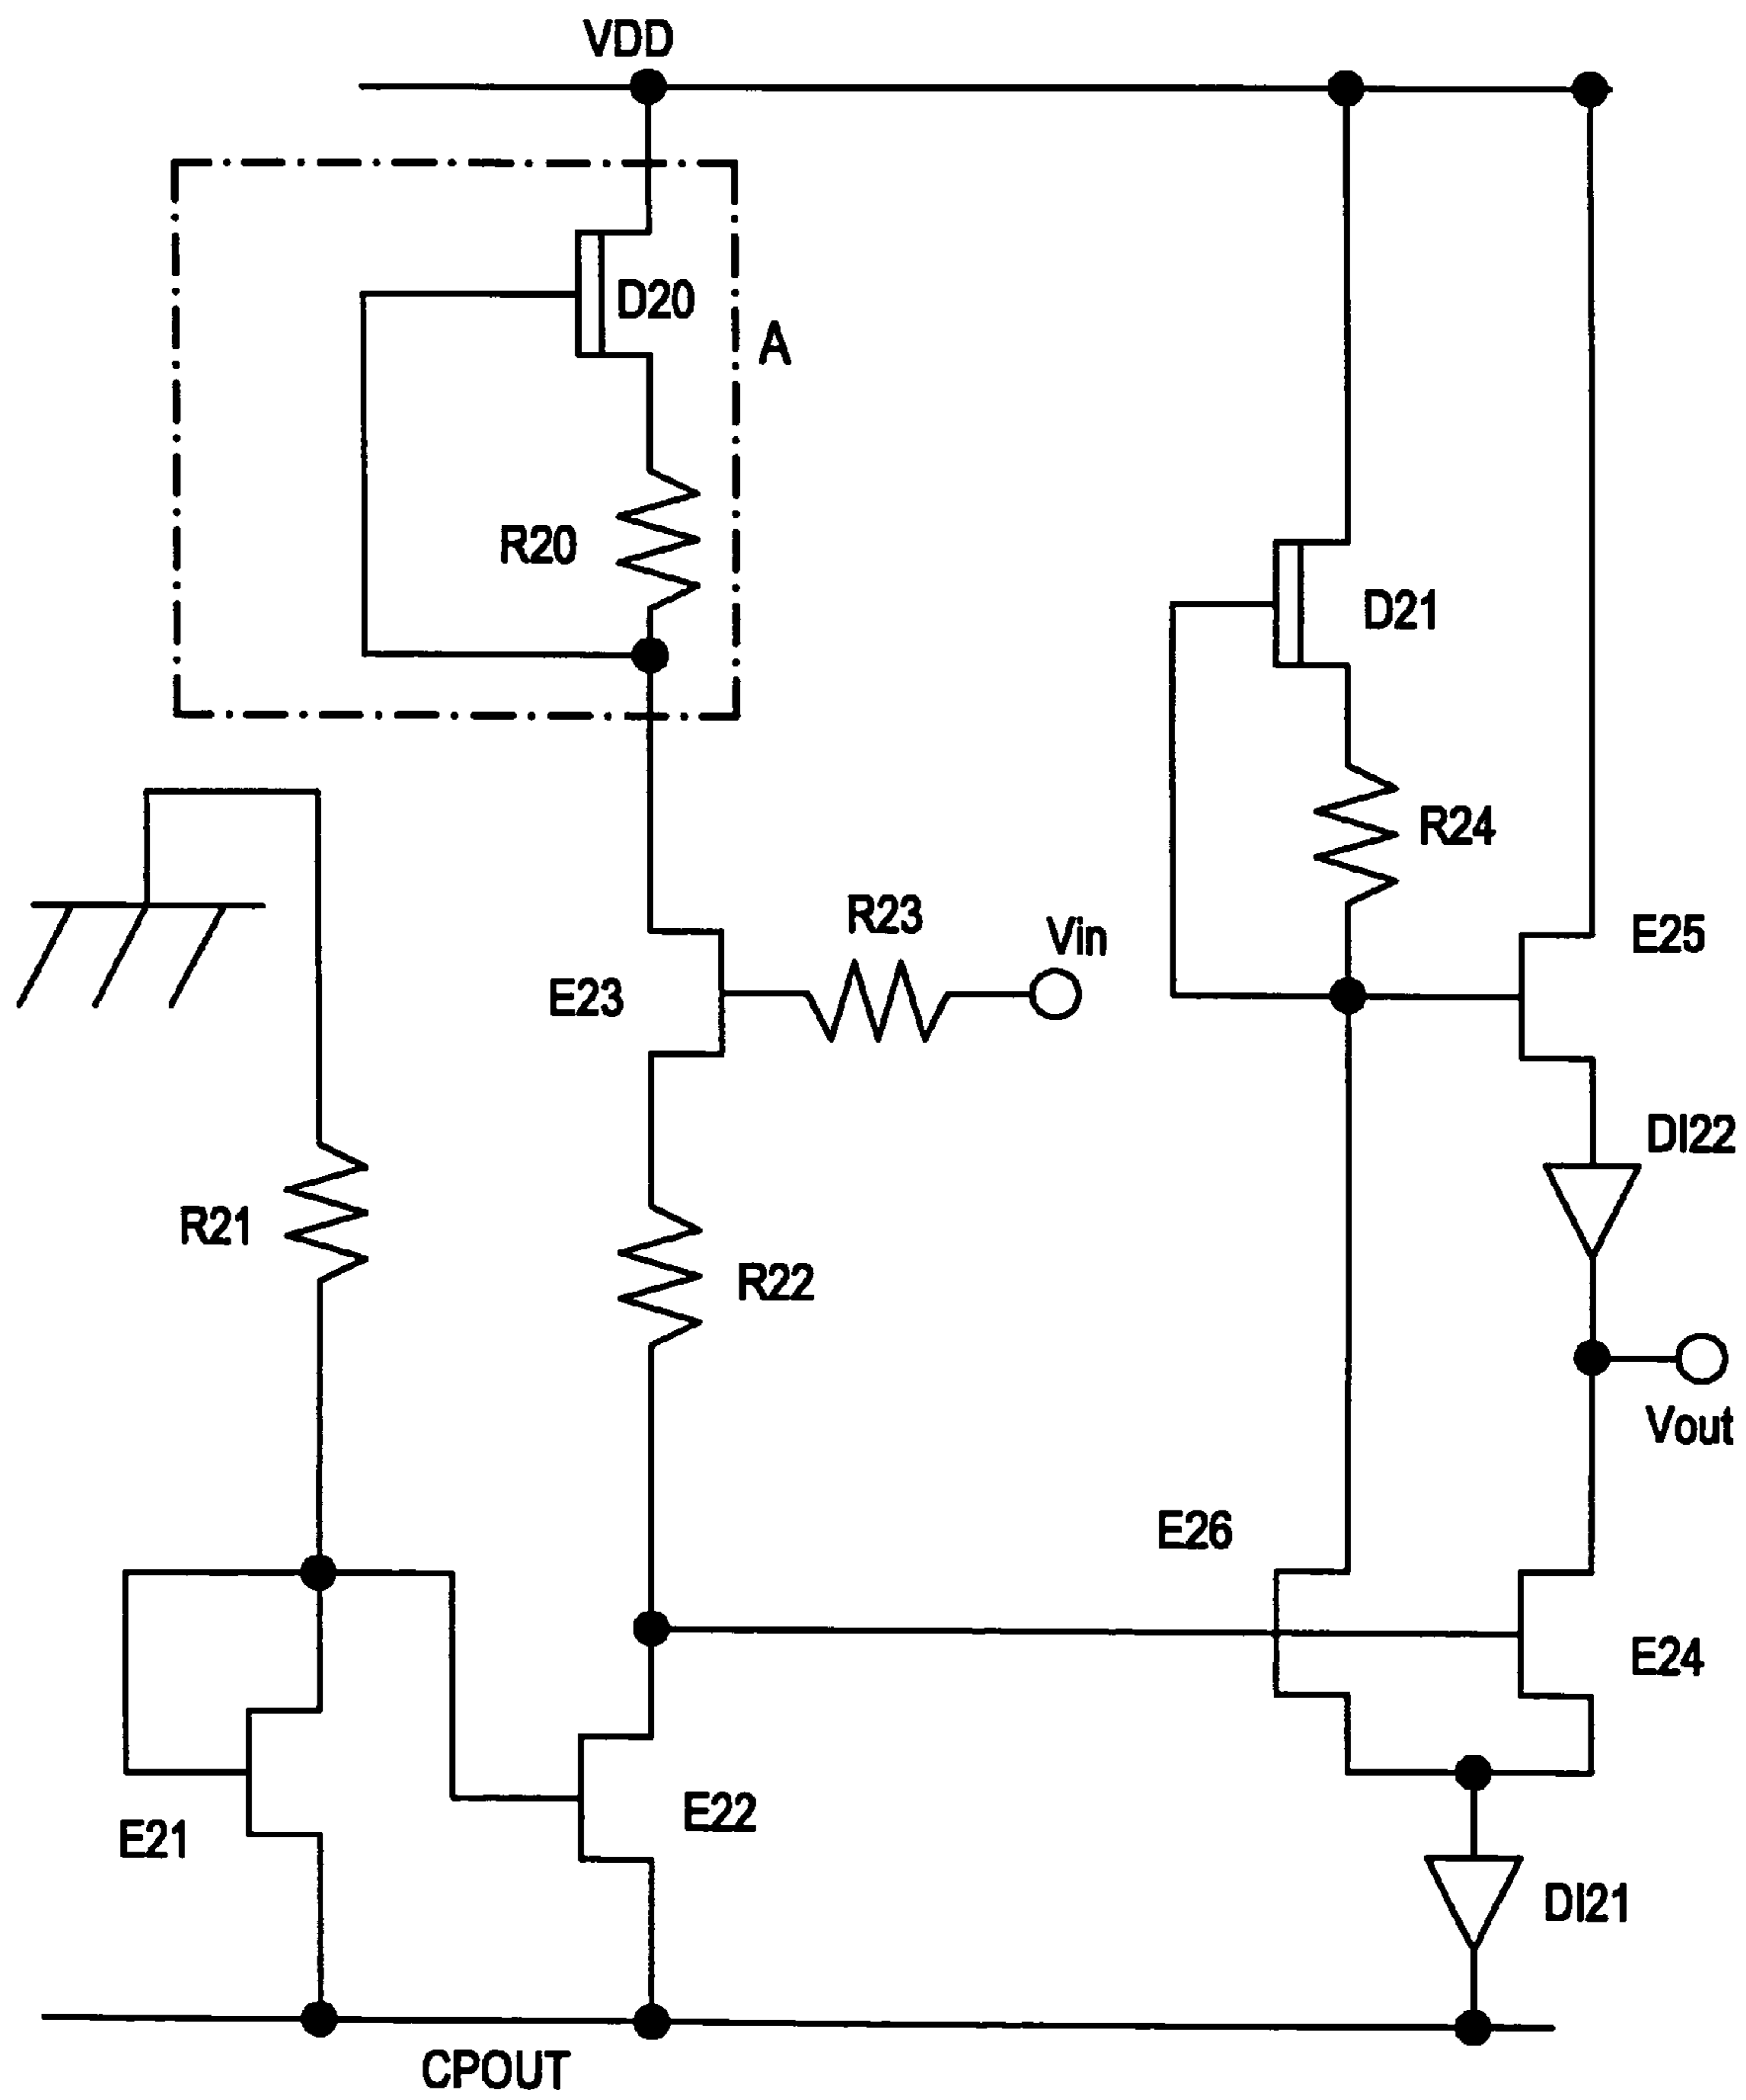 VDD
D20
A
R20
D21
R24
R23
Vin
E25
E23
DI22
R21
R22
Vout
E26
E24
E22
E21
DI21
CPOUT